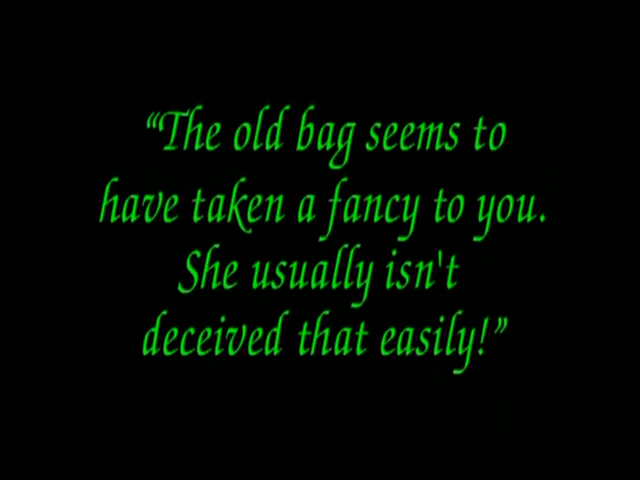 “The old bag seems to
have taken a fancy to you.
She usually isn't
deceived that easily!”